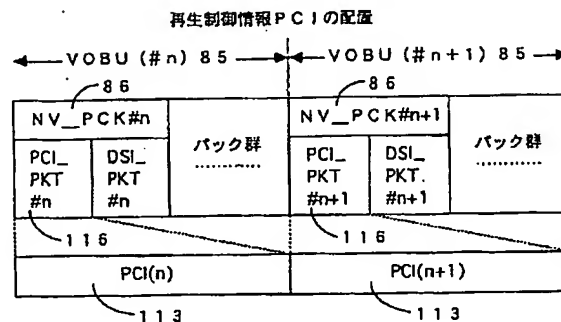 再生制御情報PCIの配置
VOBU(#n)85 VOBU(#n+1)85
86 86
NV_PCK#n パック群 ............ NV_PCK#n+1 パック群 ............
PCI_ DSI_ PCI_ DSI_
PKT PKT PKT PKT.
#n #n #n+1 #n+1
116 116
PCI(n) PCI(n+1)
113 113